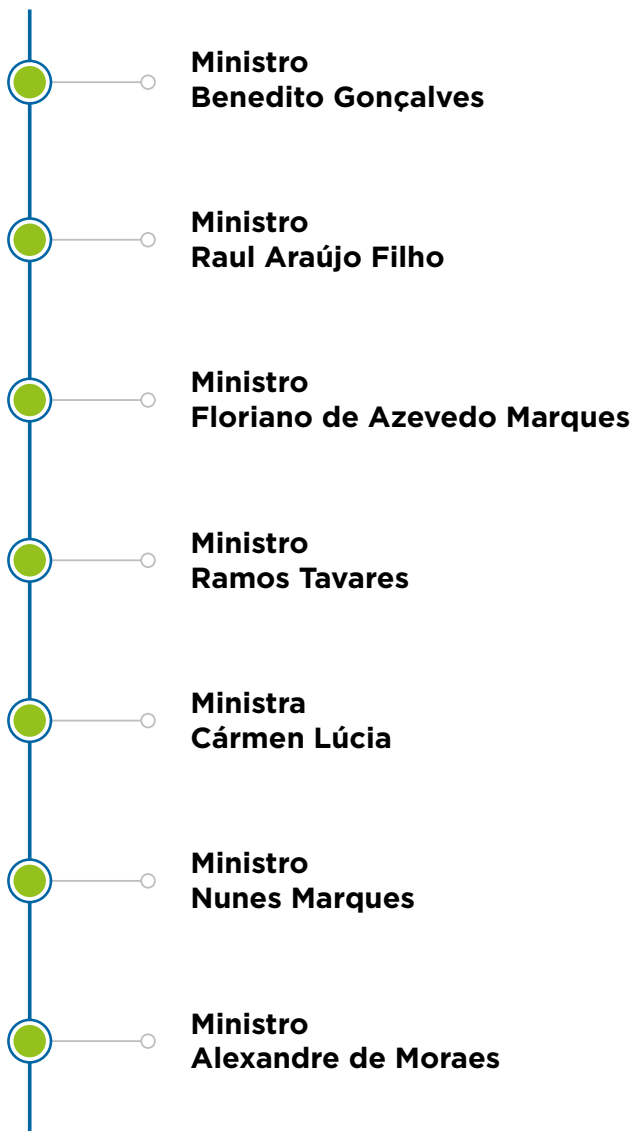 Ministro
Benedito Gonçalves
Ministro
Raul Araújo Filho
Ministro
Floriano de Azevedo Marques
Ministro
Ramos Tavares
Ministra
Cármen Lúcia
Ministro
Nunes Marques
Ministro
Alexandre de Moraes